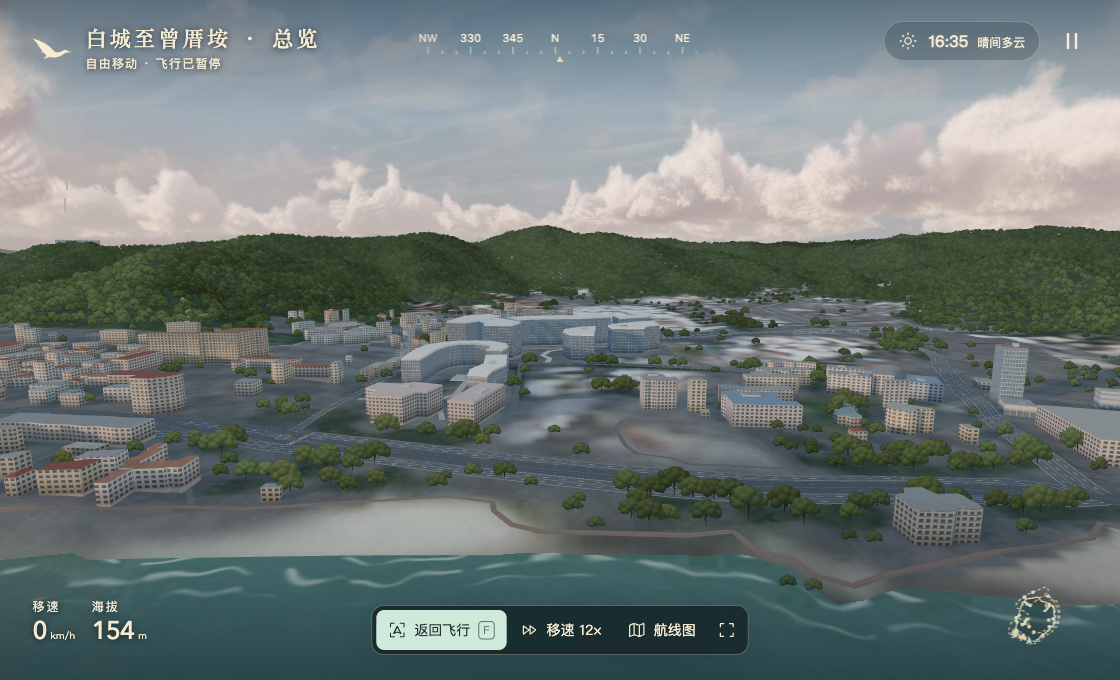 白城至曾厝垵 · 总览
自由移动 · 飞行已暂停
NW 330 345 N 15 30 NE
16:35 晴间多云
移速 海拔
0 km/h 154 m
返回飞行 F
移速 12x
航线图